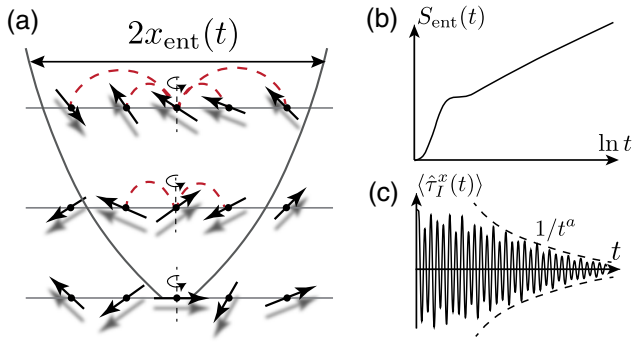 (a)
2x_ent(t)
(b)
S_ent(t)
ln t
(c)
⟨τ̂_I^x(t)⟩
1/t^a
t